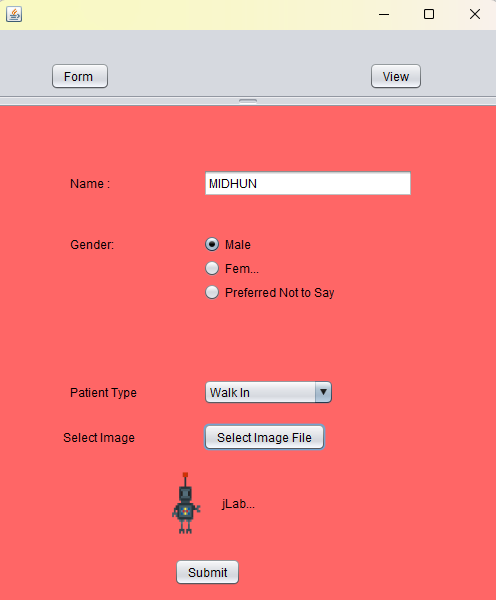 Form View
Name : MIDHUN
Gender: Male
Fem...
Preferred Not to Say
Patient Type Walk In
Select Image Select Image File
jLab...
Submit